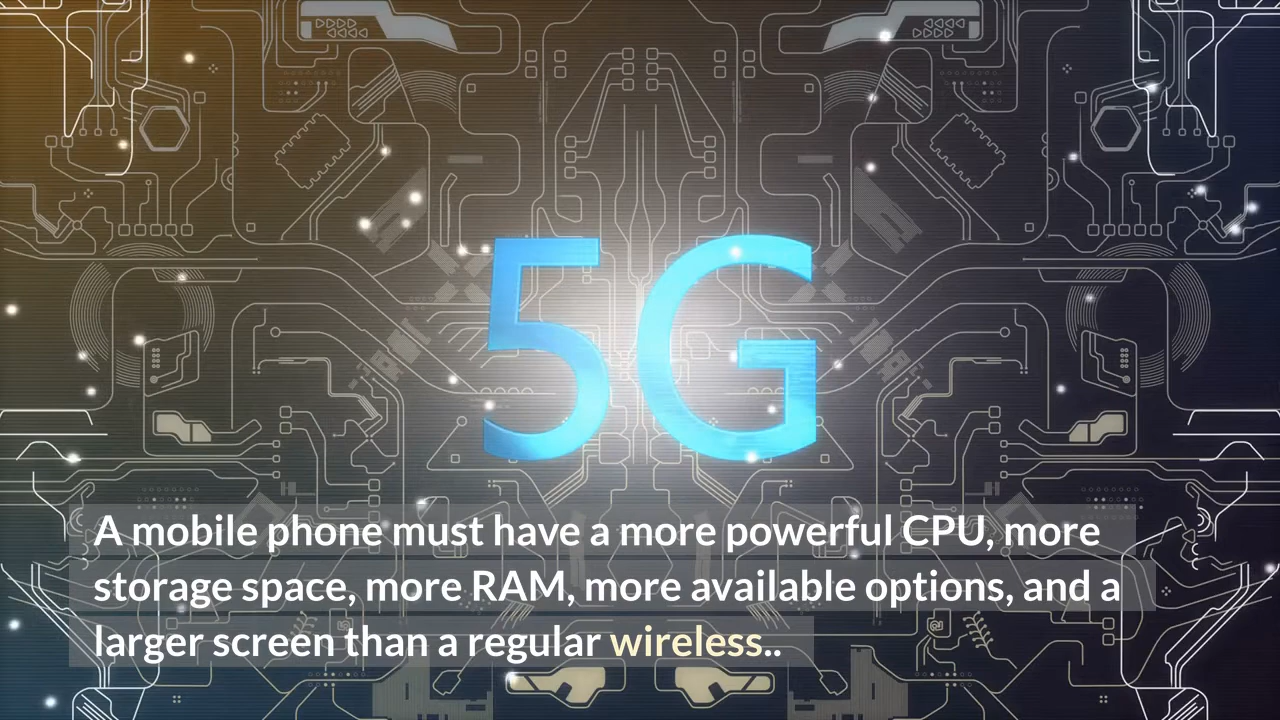 5G
A mobile phone must have a more powerful CPU, more
storage space, more RAM, more available options, and a
larger screen than a regular wireless..